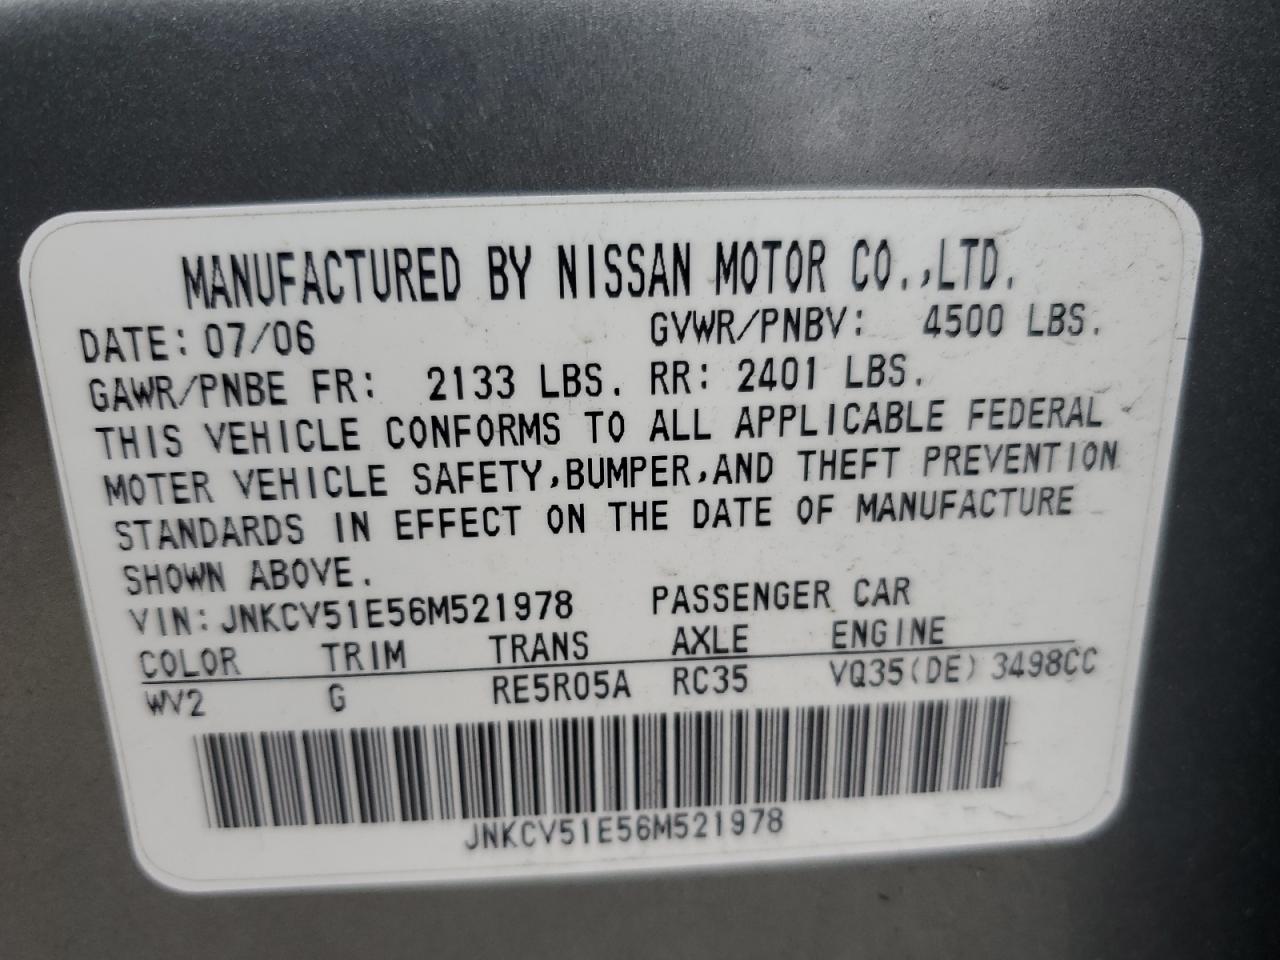 MANUFACTURED BY NISSAN MOTOR CO.,LTD.
DATE: 07/06 GVWR/PNBV: 4500 LBS.
GAWR/PNBE FR: 2133 LBS. RR: 2401 LBS.
THIS VEHICLE CONFORMS TO ALL APPLICABLE FEDERAL
MOTER VEHICLE SAFETY,BUMPER,AND THEFT PREVENTION
STANDARDS IN EFFECT ON THE DATE OF MANUFACTURE
SHOWN ABOVE.
VIN: JNKCV51E56M521978 PASSENGER CAR
COLOR TRIM TRANS AXLE ENGINE
WV2 G RE5R05A RC35 VQ35(DE) 3498CC
JNKCV51E56M521978